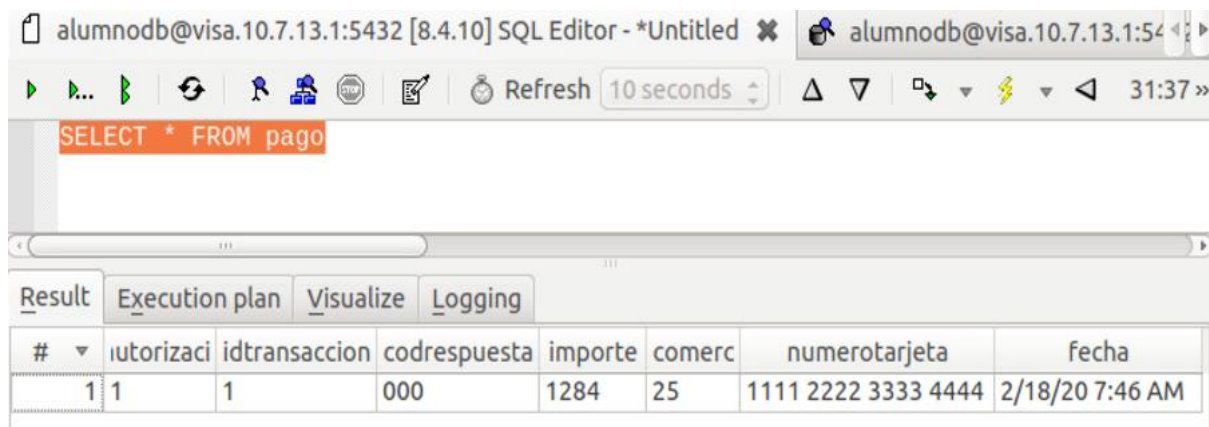 alumnodb@visa.10.7.13.1:5432 [8.4.10] SQL Editor - *Untitled alumnodb@visa.10.7.13.1:54
Refresh 10 seconds 31:37 »
SELECT * FROM pago
Result Execution plan Visualize Logging
# utorizaci idtransaccion codrespuesta importe comerc numerotarjeta fecha
1 1 1 000 1284 25 1111 2222 3333 4444 2/18/20 7:46 AM